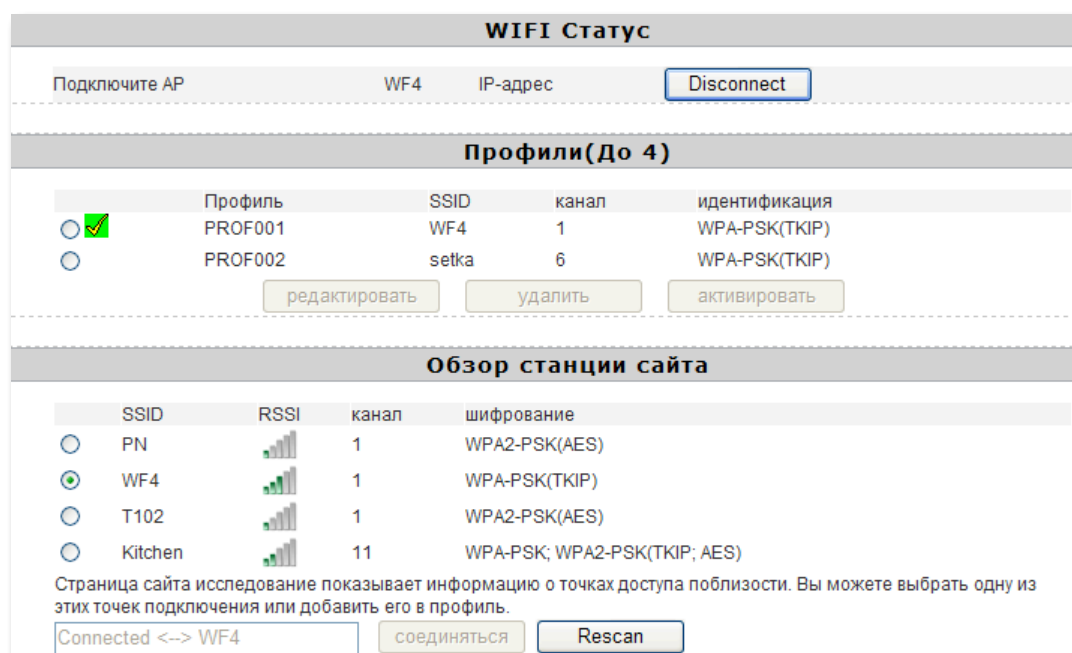 WIFI Статус
Подключите AP WF4 IP-адрес Disconnect
Профили(До 4)
Профиль SSID канал идентификация
PROF001 WF4 1 WPA-PSK(TKIP)
PROF002 setka 6 WPA-PSK(TKIP)
редактировать удалить активировать
Обзор станции сайта
SSID RSSI канал шифрование
PN 1 WPA2-PSK(AES)
WF4 1 WPA-PSK(TKIP)
T102 1 WPA2-PSK(AES)
Kitchen 11 WPA-PSK; WPA2-PSK(TKIP; AES)
Страница сайта исследование показывает информацию о точках доступа поблизости. Вы можете выбрать одну из
этих точек подключения или добавить его в профиль.
Connected <--> WF4 соединяться Rescan